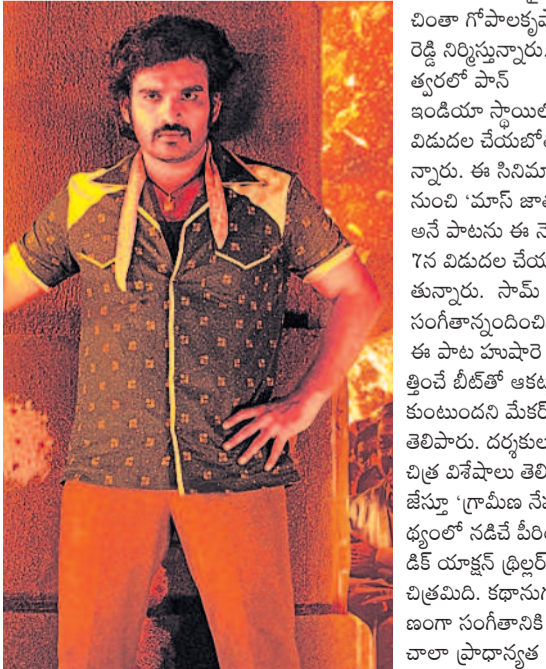 చింతా గోపాలకృష్ణ
రెడ్డి నిర్మిస్తున్నారు.
త్వరలో పాన్
ఇండియా స్థాయిలో
విడుదల చేయబో
న్నారు. ఈ సినిమా
నుంచి ‘మాస్ జా
అనే పాటను ఈ నె
7న విడుదల చేయ
తున్నారు. సామ్
సంగీతాన్నందించి
ఈ పాట హుషారె
త్తించే బీట్‌తో ఆకట
కుంటుందని మేకర్
తెలిపారు. దర్శకుల
చిత్ర విశేషాలు తెలి
జేస్తూ ‘గ్రామీణ నే
థ్యంలో నడిచే పీరి
డిక్ యాక్షన్ థ్రిల్లర్
చిత్రమిది. కథానుగ
ణంగా సంగీతానికి
చాలా ప్రాధాన్యత